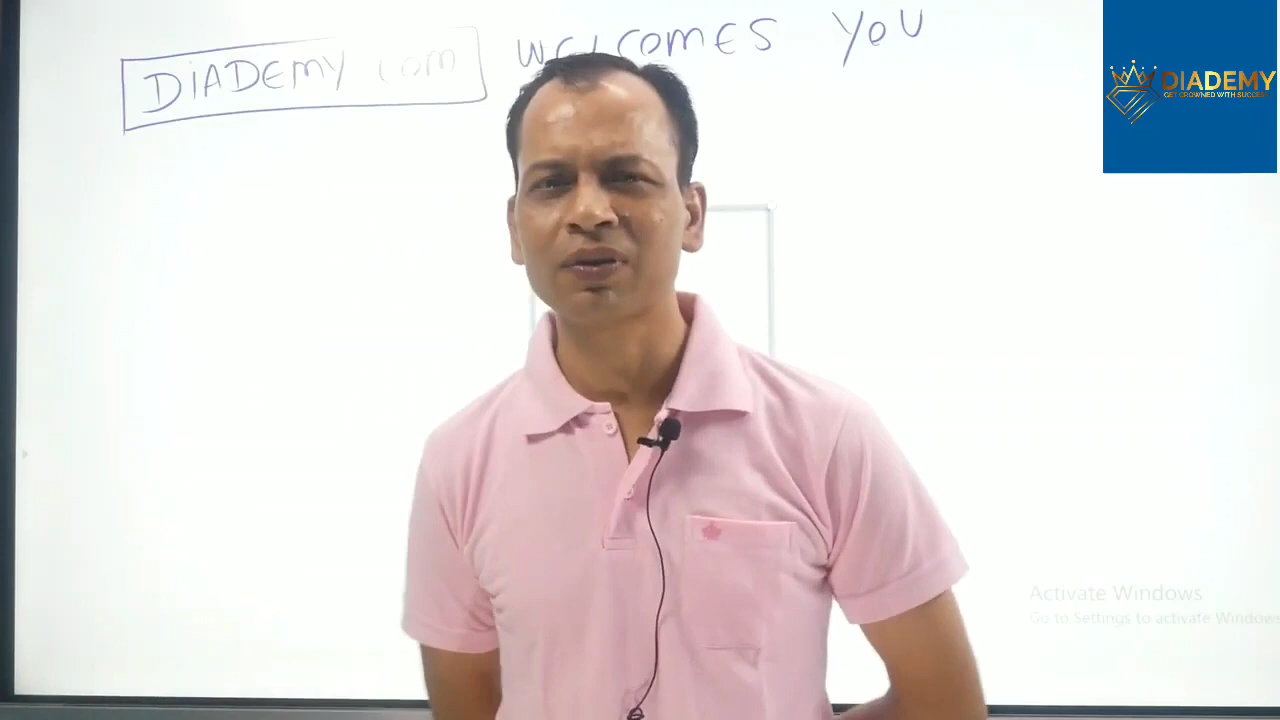 DiADEMY.com WELCOMES YOU
DIADEMY
GET CROWNED WITH SUCCESS
Activate Windows
Go to Settings to activate Windows